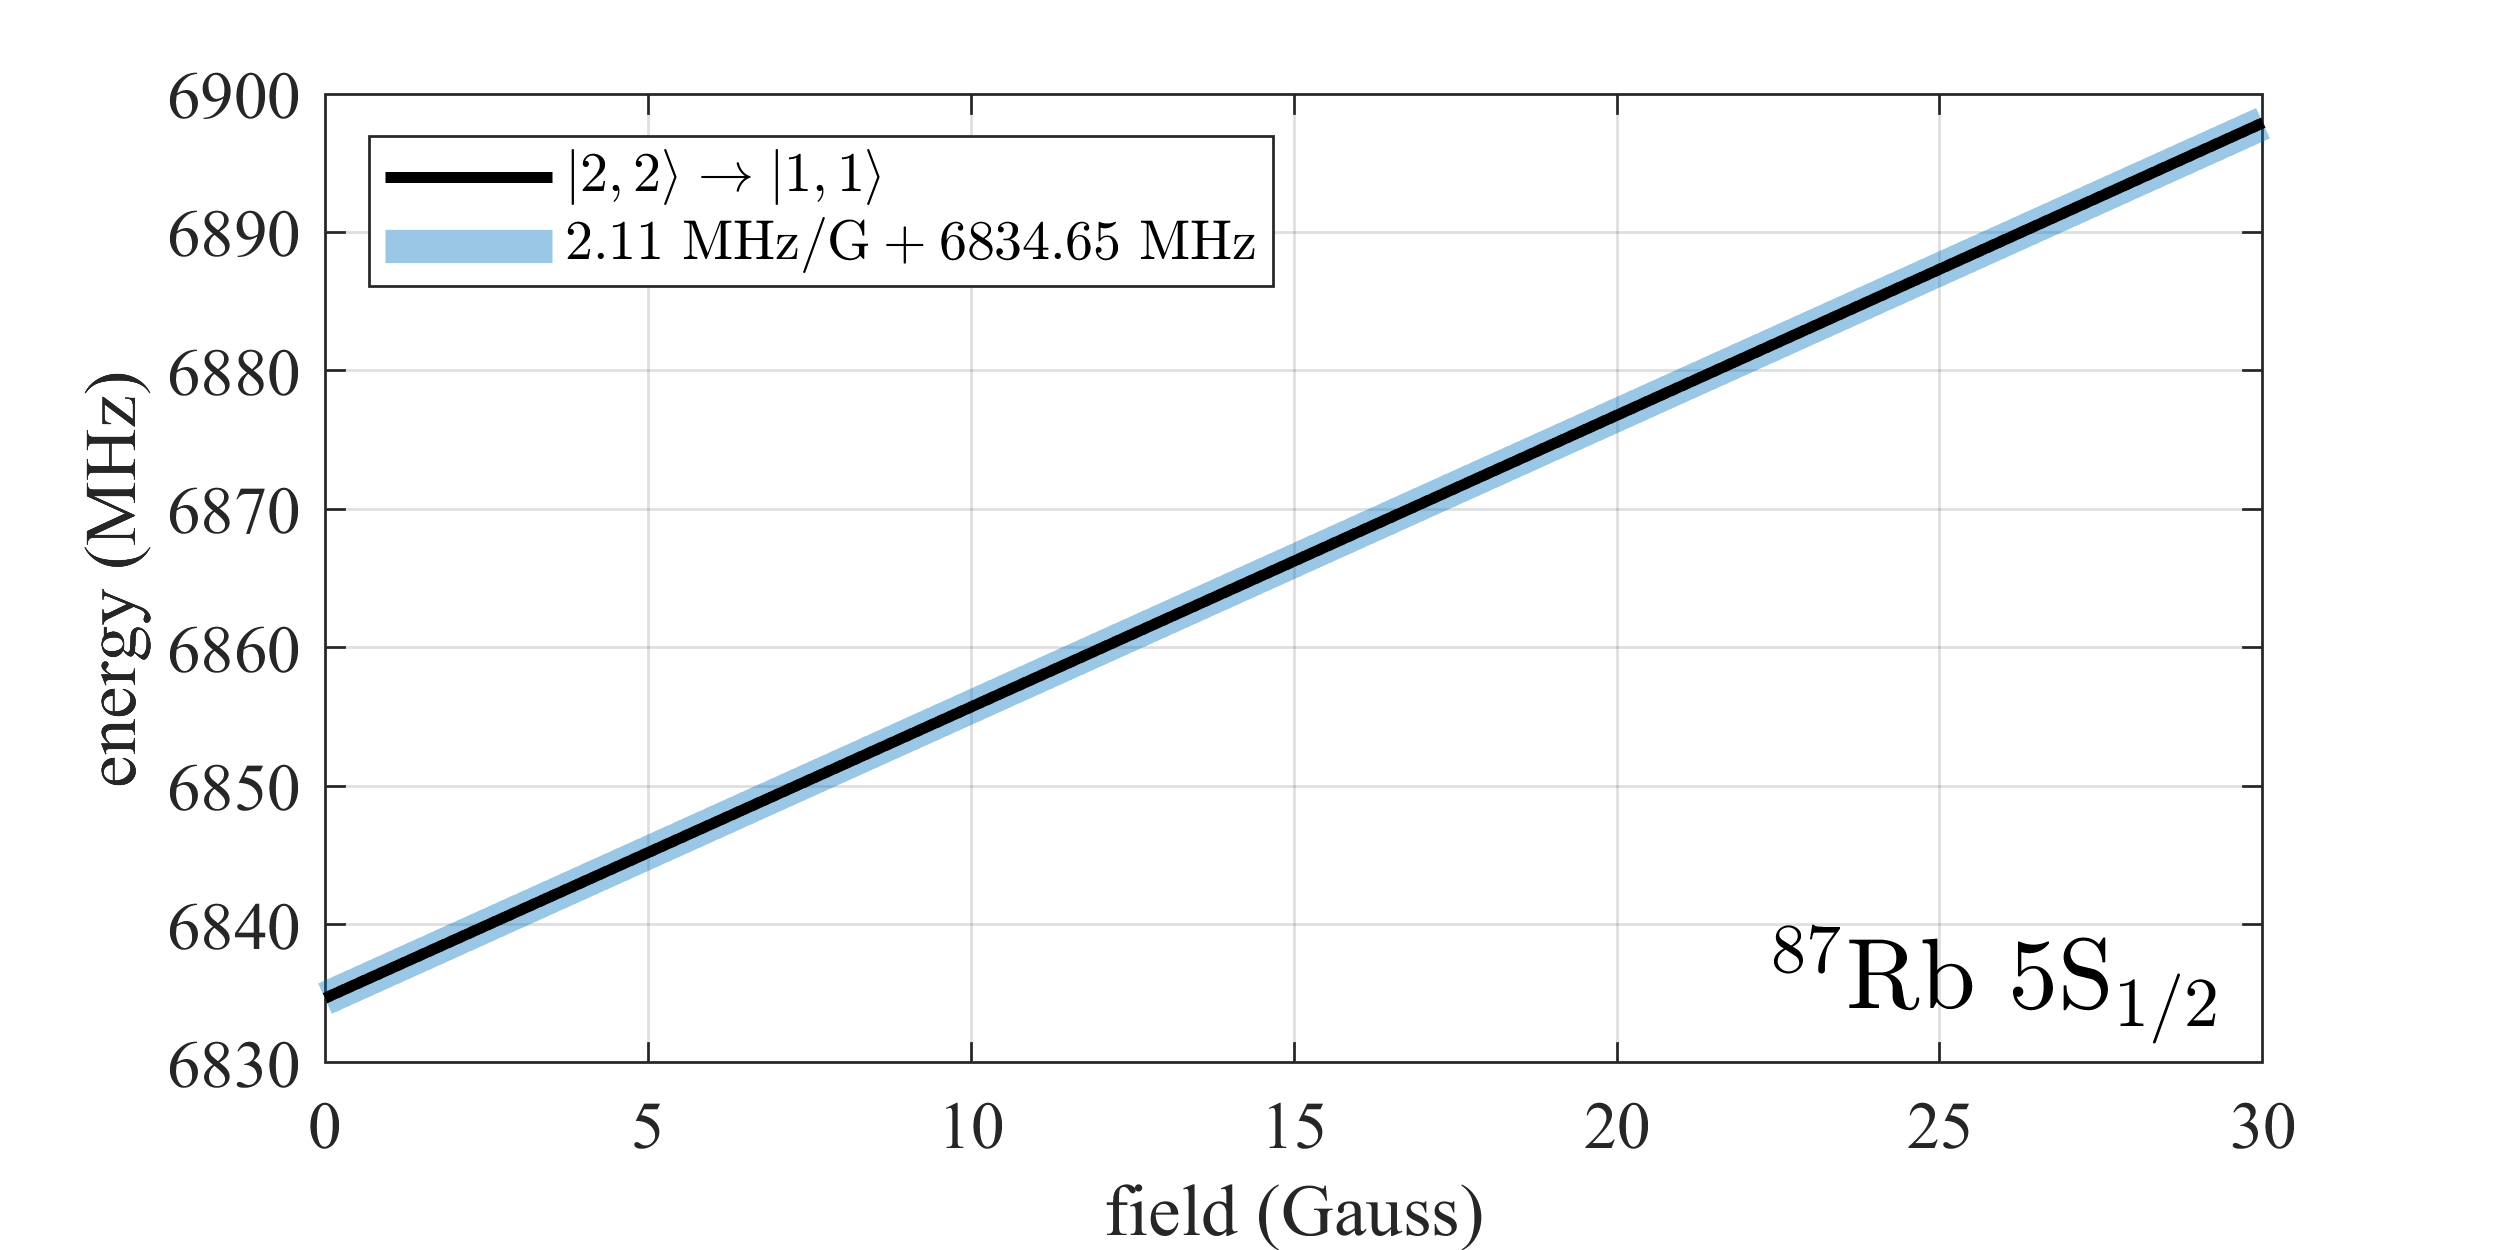 6900
6890
6880
6870
6860
6850
6840
6830
energy (MHz)
|2, 2⟩ → |1, 1⟩
2.11 MHz/G + 6834.65 MHz
⁸⁷Rb 5S₁/₂
0 5 10 15 20 25 30
field (Gauss)